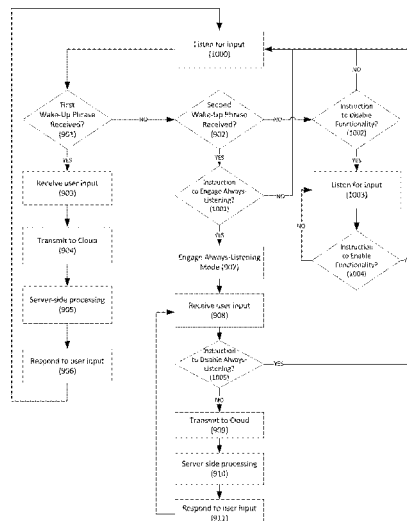 Listen for input
(1000)
First
Wake-Up Phrase
Received?
(901)
NO
Second
Wake-Up Phrase
Received?
(902)
NO
Instruction
to Disable
Functionality?
(1002)
NO
YES
Receive user input
(903)
YES
Instruction
to Engage Always-
Listening?
(1001)
NO
YES
Listen for Input
(1003)
NO
Transmit to Cloud
(904)
YES
Engage Always-Listening
Mode (907)
Instruction
to Enable
Functionality?
(1004)
Server-side processing
(905)
Receive user input
(908)
Respond to user input
(906)
Instruction
to Disable Always-
Listening?
(1005)
YES
NO
Transmit to Cloud
(909)
Server side processing
(910)
Respond to user input
(911)